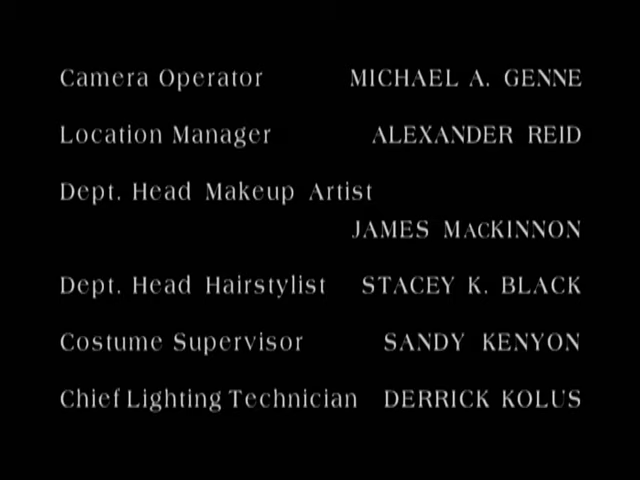 Camera Operator MICHAEL A. GENNE
Location Manager ALEXANDER REID
Dept. Head Makeup Artist
JAMES MacKINNON
Dept. Head Hairstylist STACEY K. BLACK
Costume Supervisor SANDY KENYON
Chief Lighting Technician DERRICK KOLUS